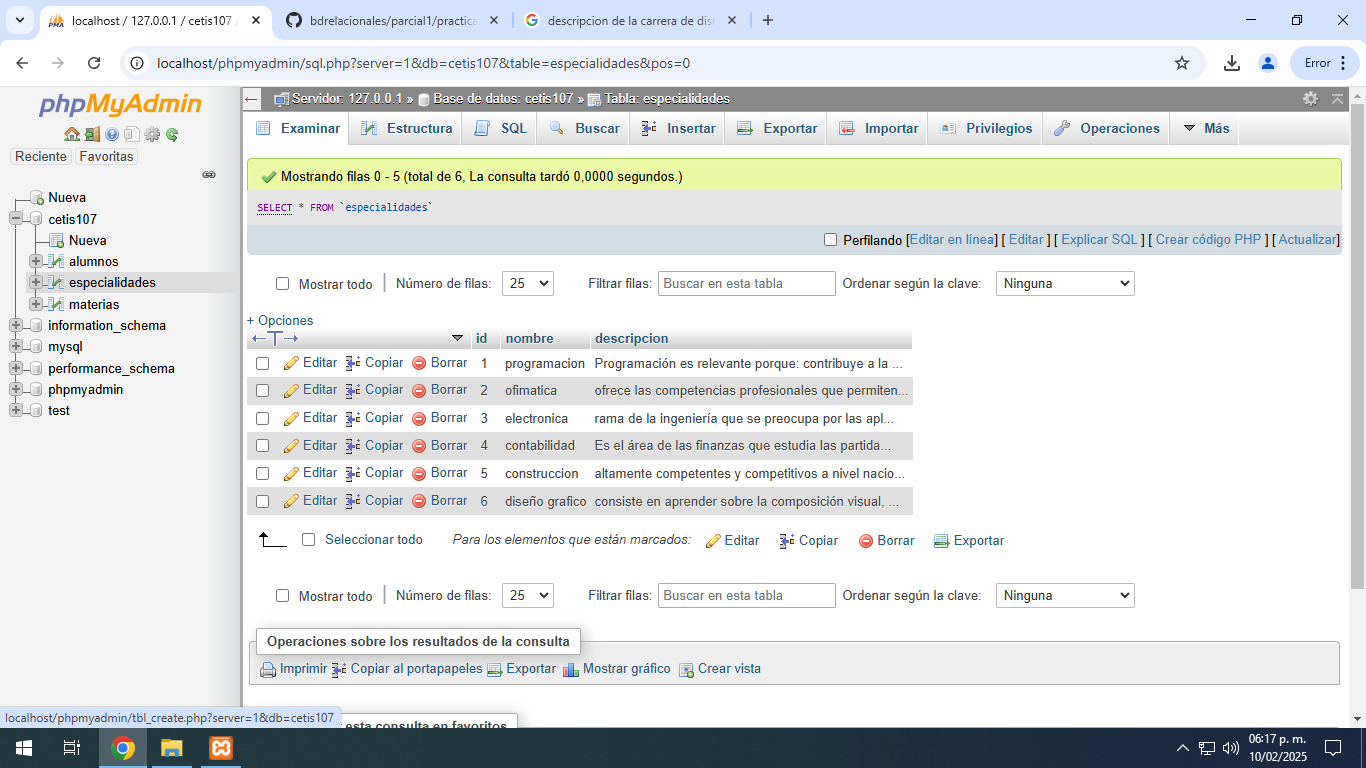 localhost / 127.0.0.1 / cetis107 /
bdrelacionales/parcial1/practica
descripcion de la carrera de dis
localhost/phpmyadmin/sql.php?server=1&db=cetis107&table=especialidades&pos=0
Error
phpMyAdmin
Reciente Favoritas
Nueva
cetis107
Nueva
alumnos
especialidades
materias
information_schema
mysql
performance_schema
phpmyadmin
test
Servidor: 127.0.0.1 » Base de datos: cetis107 » Tabla: especialidades
Examinar Estructura SQL Buscar Insertar Exportar Importar Privilegios Operaciones Más
Mostrando filas 0 - 5 (total de 6, La consulta tardó 0,0000 segundos.)
SELECT * FROM `especialidades`
Perfilando [Editar en línea] [ Editar ] [ Explicar SQL ] [ Crear código PHP ] [ Actualizar]
Mostrar todo Número de filas: 25 Filtrar filas: Buscar en esta tabla Ordenar según la clave: Ninguna
+ Opciones
←T→ id nombre descripcion
Editar Copiar Borrar 1 programacion Programación es relevante porque: contribuye a la ...
Editar Copiar Borrar 2 ofimatica ofrece las competencias profesionales que permiten...
Editar Copiar Borrar 3 electronica rama de la ingeniería que se preocupa por las apl...
Editar Copiar Borrar 4 contabilidad Es el área de las finanzas que estudia las partida...
Editar Copiar Borrar 5 construccion altamente competentes y competitivos a nivel nacio...
Editar Copiar Borrar 6 diseño grafico consiste en aprender sobre la composición visual, ...
Seleccionar todo Para los elementos que están marcados: Editar Copiar Borrar Exportar
Mostrar todo Número de filas: 25 Filtrar filas: Buscar en esta tabla Ordenar según la clave: Ninguna
Operaciones sobre los resultados de la consulta
Imprimir Copiar al portapapeles Exportar Mostrar gráfico Crear vista
esta consulta en favoritos
localhost/phpmyadmin/tbl_create.php?server=1&db=cetis107
06:17 p. m.
10/02/2025